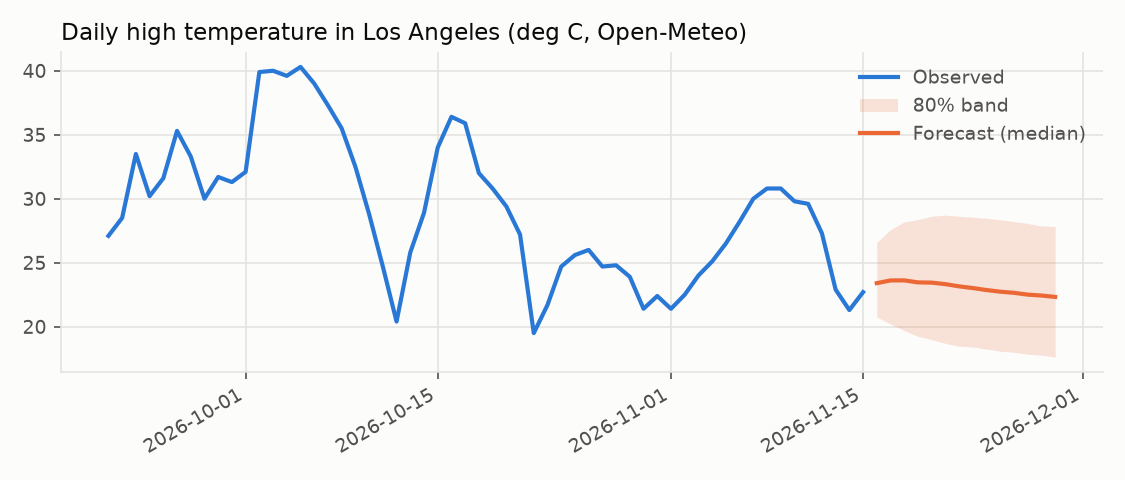 Daily high temperature in Los Angeles (deg C, Open-Meteo)
Observed
80% band
Forecast (median)
40
35
30
25
20
2026-10-01
2026-10-15
2026-11-01
2026-11-15
2026-12-01